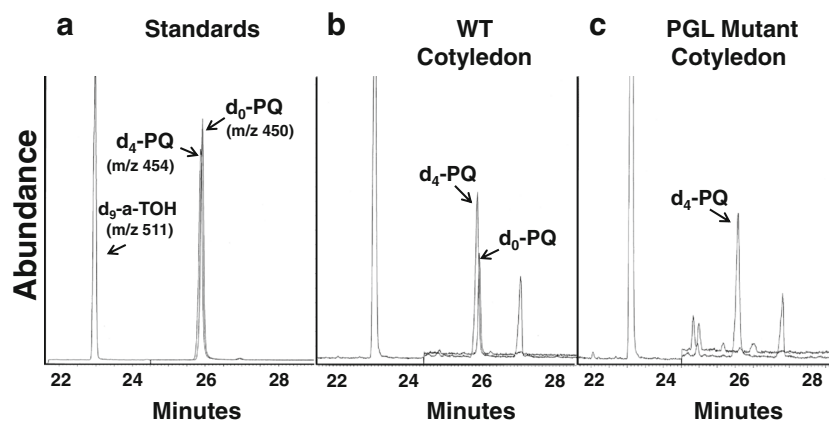 a Standards
b WT Cotyledon
c PGL Mutant Cotyledon
Abundance
d9-a-TOH
(m/z 511)
d4-PQ
(m/z 454)
d0-PQ
(m/z 450)
22 24 26 28
Minutes
d4-PQ
d0-PQ
22 24 26 28
Minutes
d4-PQ
22 24 26 28
Minutes